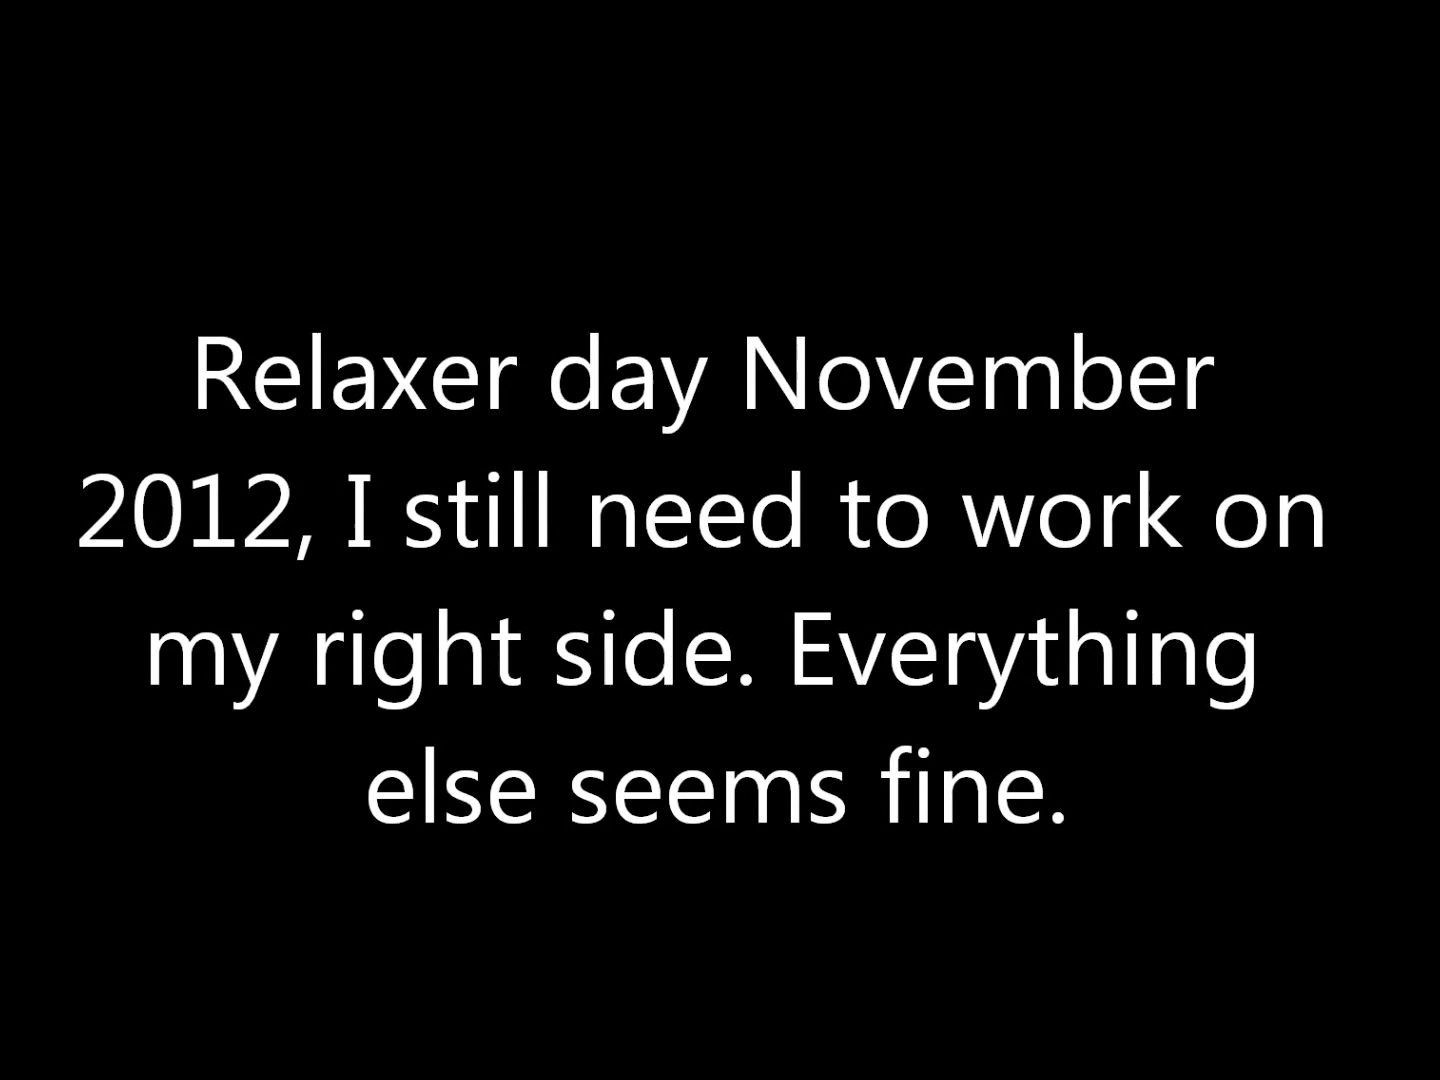 Relaxer day November
2012, I still need to work on
my right side. Everything
else seems fine.